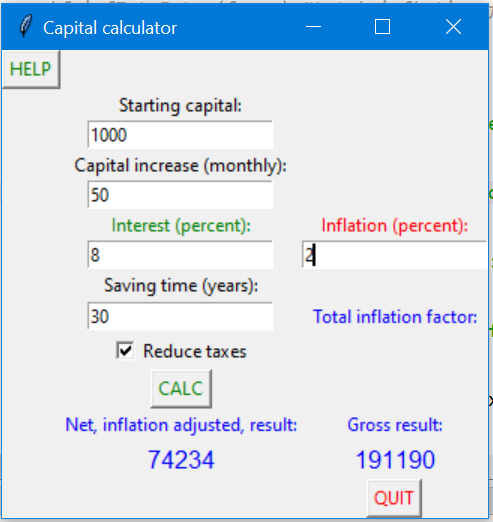 Capital calculator
HELP
Starting capital:
1000
Capital increase (monthly):
50
Interest (percent): Inflation (percent):
8 2
Saving time (years):
30 Total inflation factor:
Reduce taxes
CALC
Net, inflation adjusted, result: Gross result:
74234 191190
QUIT